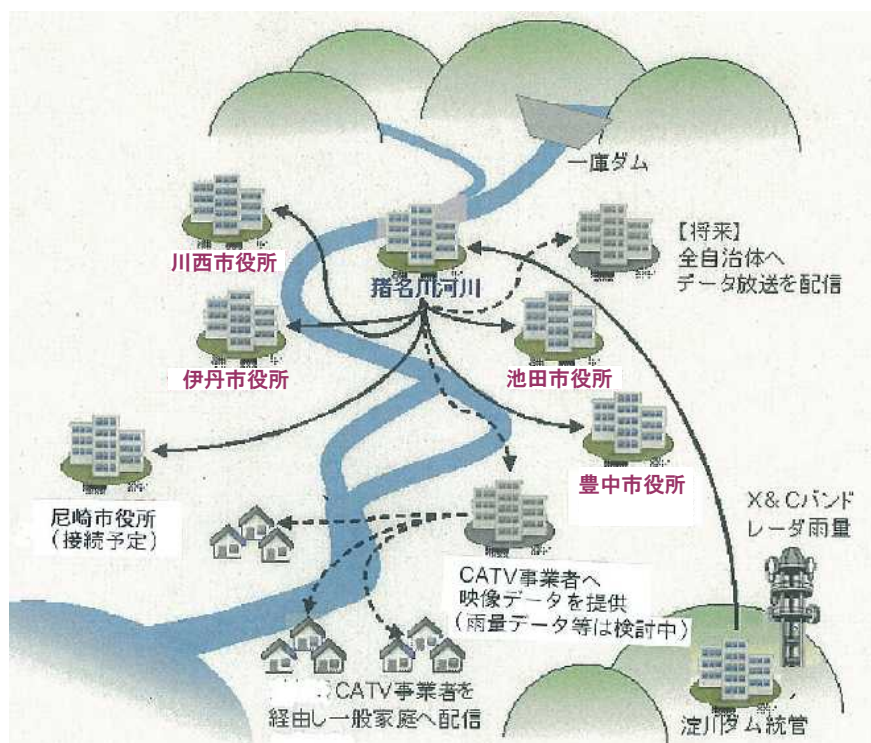 一庫ダム
川西市役所
【将来】
全自治体へ
データ放送を配信
猪名川河川
伊丹市役所
池田市役所
豊中市役所
尼崎市役所
(接続予定)
X&Cバンド
レーダ雨量
CATV事業者へ
映像データを提供
(雨量データ等は検討中)
CATV事業者を
経由し一般家庭へ配信
淀川ダム統管